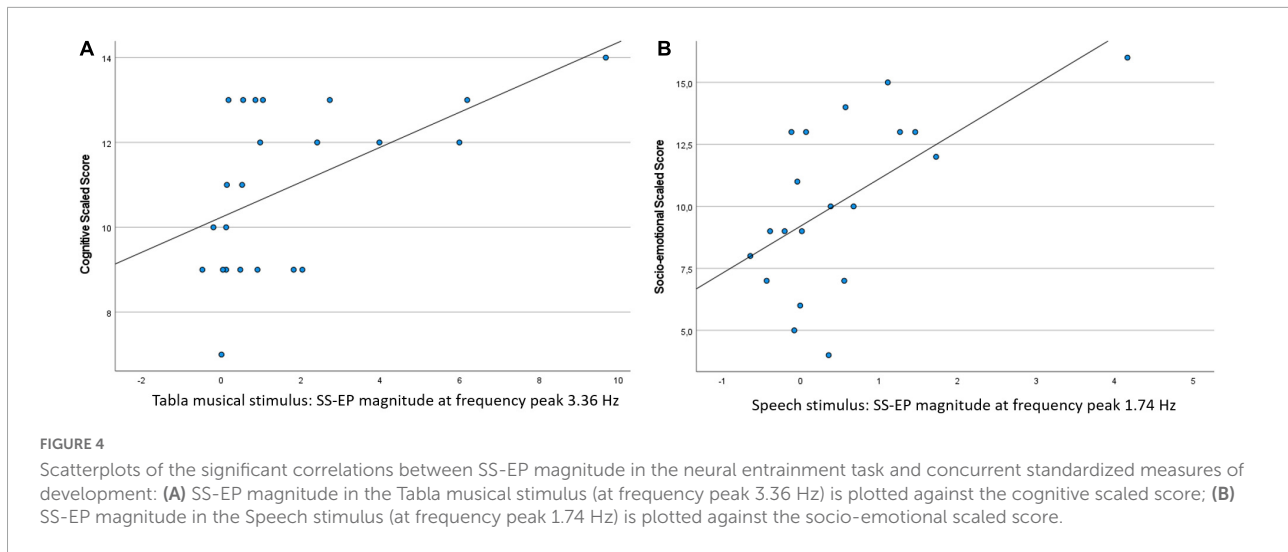 A
Cognitive Scaled Score
14
12
10
8
-2 0 2 4 6 8 10
Tabla musical stimulus: SS-EP magnitude at frequency peak 3.36 Hz
B
Socio-emotional Scaled Score
15,0
12,5
10,0
7,5
5,0
-1 0 1 2 3 4 5
Speech stimulus: SS-EP magnitude at frequency peak 1.74 Hz
FIGURE 4
Scatterplots of the significant correlations between SS-EP magnitude in the neural entrainment task and concurrent standardized measures of
development: (A) SS-EP magnitude in the Tabla musical stimulus (at frequency peak 3.36 Hz) is plotted against the cognitive scaled score; (B)
SS-EP magnitude in the Speech stimulus (at frequency peak 1.74 Hz) is plotted against the socio-emotional scaled score.